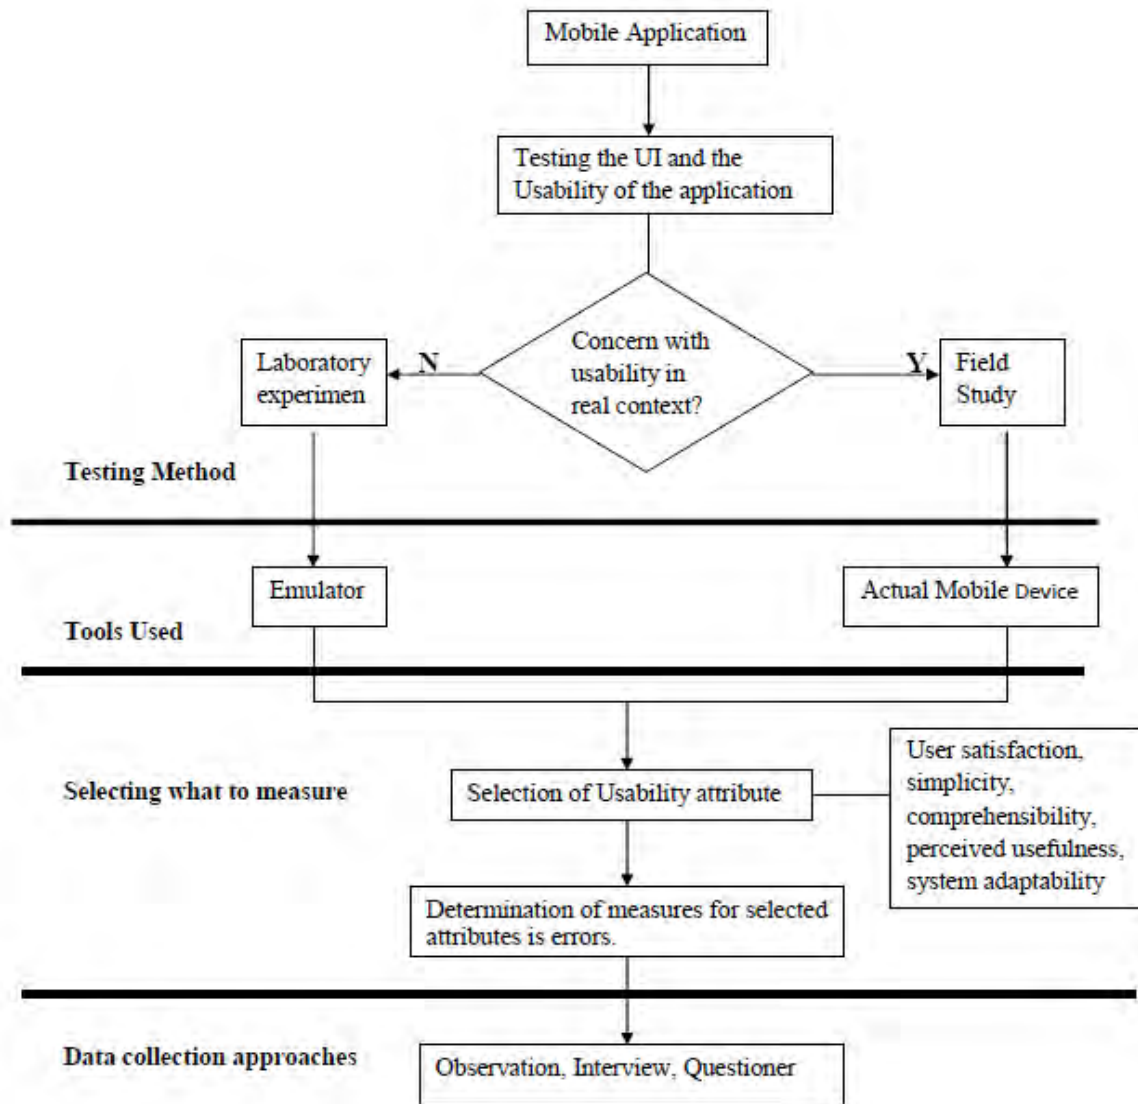 Mobile Application
Testing the UI and the
Usability of the application
Concern with
usability in
real context?
N
Y
Laboratory
experimen
Field
Study
Testing Method
Emulator
Actual Mobile Device
Tools Used
User satisfaction,
simplicity,
comprehensibility,
perceived usefulness,
system adaptability
Selecting what to measure
Selection of Usability attribute
Determination of measures for selected
attributes is errors.
Data collection approaches
Observation, Interview, Questioner